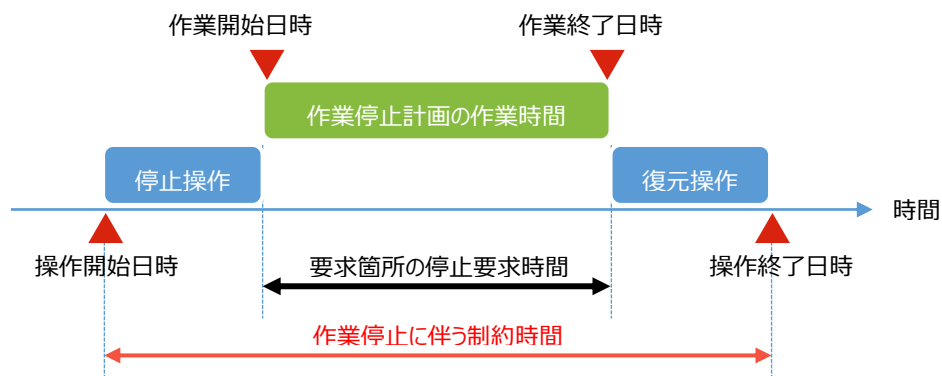 作業開始日時
作業終了日時
作業停止計画の作業時間
停止操作
復元操作
時間
操作開始日時
要求箇所の停止要求時間
操作終了日時
作業停止に伴う制約時間